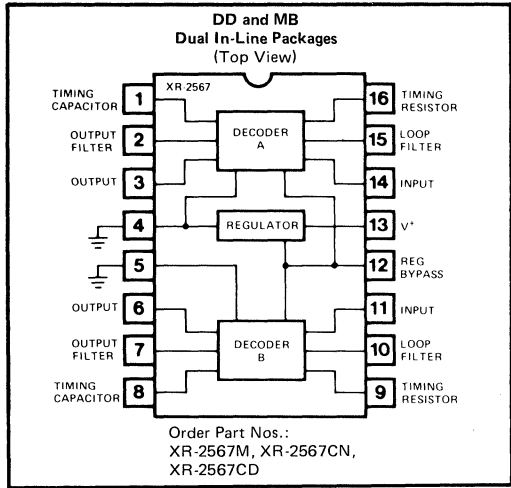 DD and MB
Dual In-Line Packages
(Top View)
XR-2567
TIMING
CAPACITOR
1
16
TIMING
RESISTOR
OUTPUT
FILTER
2
DECODER
A
15
LOOP
FILTER
OUTPUT
3
14
INPUT
4
REGULATOR
13
V+
5
12
REG
BYPASS
OUTPUT
6
11
INPUT
OUTPUT
FILTER
7
DECODER
B
10
LOOP
FILTER
TIMING
CAPACITOR
8
9
TIMING
RESISTOR
Order Part Nos.:
XR-2567M, XR-2567CN,
XR-2567CD